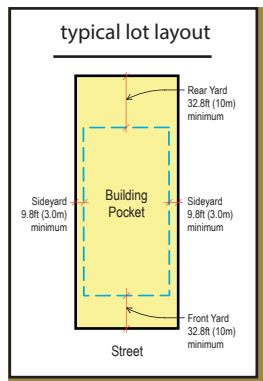 typical lot layout
Rear Yard
32.8ft (10m)
minimum
Sideyard
9.8ft (3.0m)
minimum
Building
Pocket
Sideyard
9.8ft (3.0m)
minimum
Front Yard
32.8ft (10m)
minimum
Street